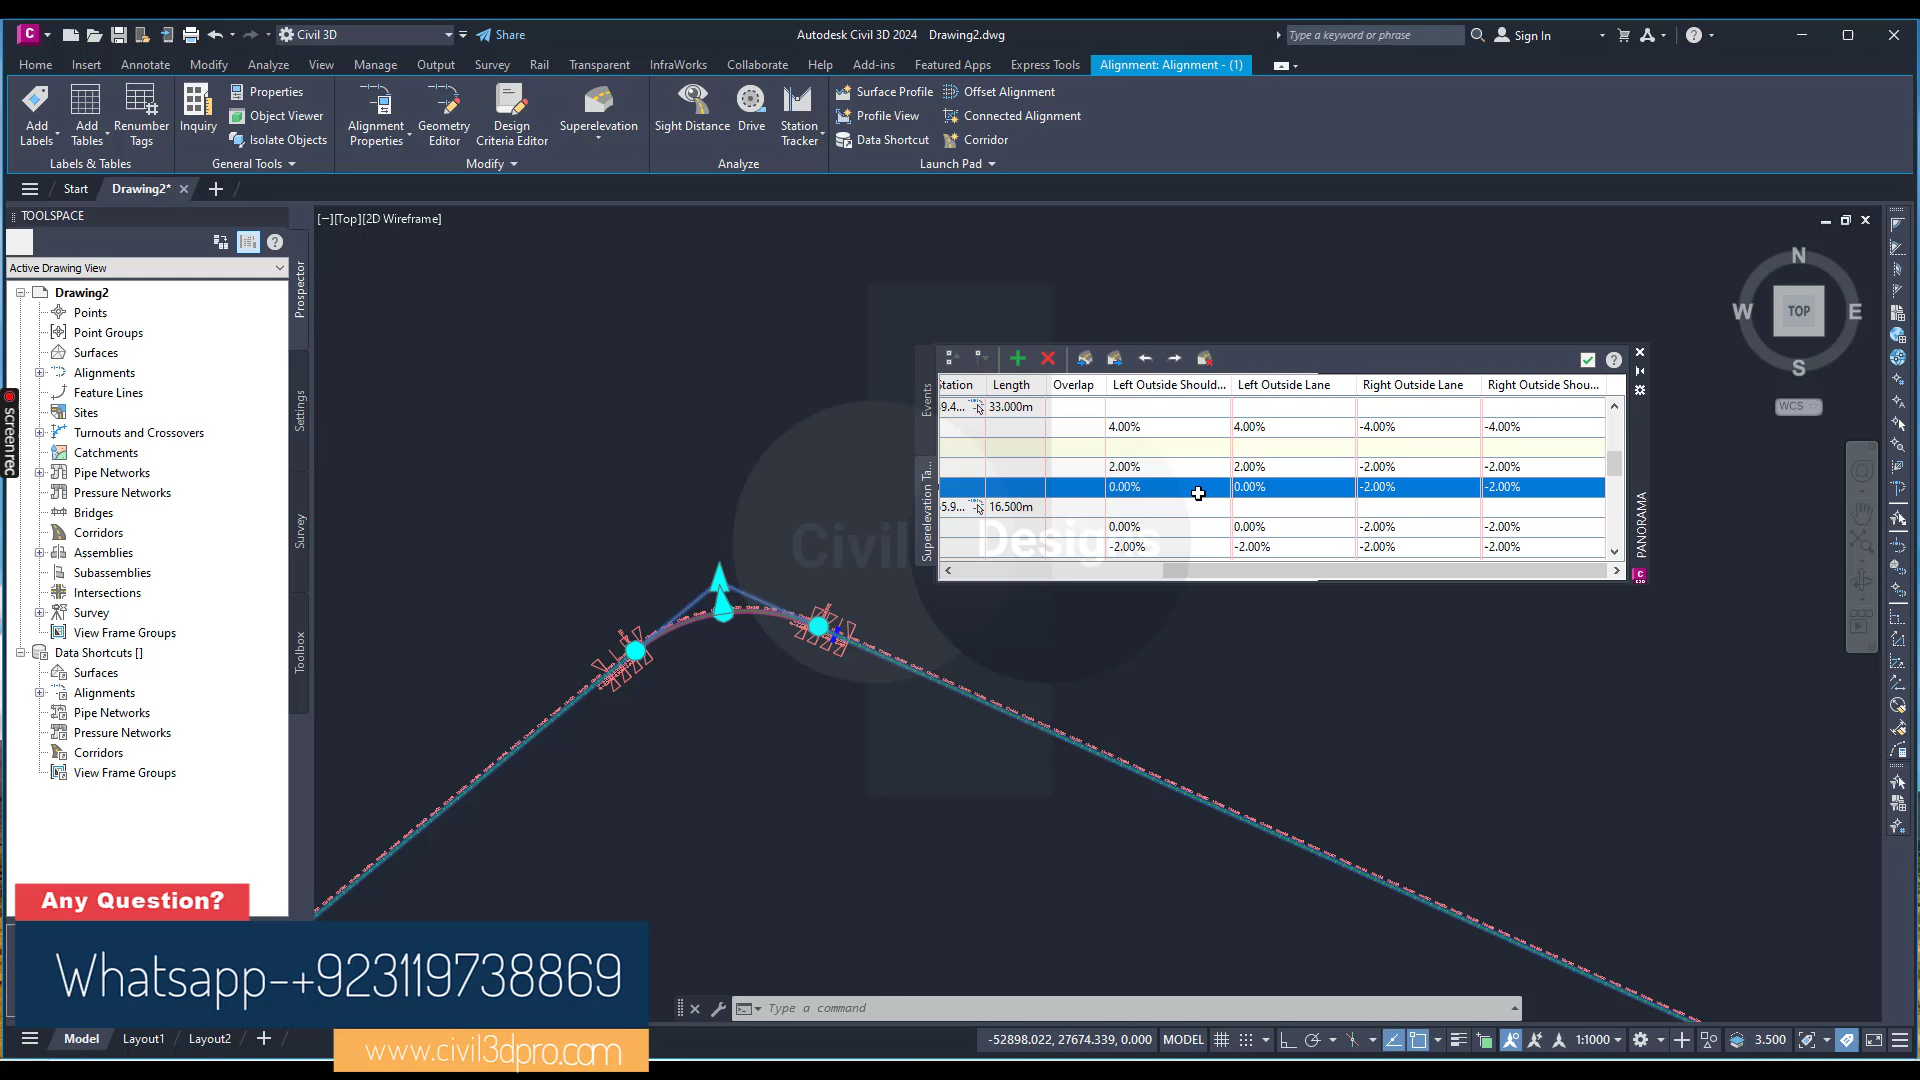 Civil 3D
Share
Autodesk Civil 3D 2024 Drawing2.dwg
Type a keyword or phrase
Sign In
Home Insert Annotate Modify Analyze View Manage Output Survey Rail Transparent InfraWorks Collaborate Help Add-ins Featured Apps Express Tools Alignment: Alignment - (1)
Add Labels
Add Tables
Renumber Tags
Inquiry
Properties
Object Viewer
Isolate Objects
Alignment Properties
Geometry Editor
Design Criteria Editor
Superelevation
Sight Distance
Drive
Station Tracker
Surface Profile
Profile View
Data Shortcut
Offset Alignment
Connected Alignment
Corridor
Labels & Tables
General Tools
Modify
Analyze
Launch Pad
Start
Drawing2*
TOOLSPACE
[−][Top][2D Wireframe]
Active Drawing View
Drawing2
Points
Point Groups
Surfaces
Alignments
Feature Lines
Sites
Turnouts and Crossovers
Catchments
Pipe Networks
Pressure Networks
Bridges
Corridors
Assemblies
Subassemblies
Intersections
Survey
View Frame Groups
Data Shortcuts []
Surfaces
Alignments
Pipe Networks
Pressure Networks
Corridors
View Frame Groups
Prospector
Settings
Survey
Toolbox
screenrec
N
W
TOP
E
S
WCS
Events
Superelevation Ta...
PANORAMA
Station Length Overlap Left Outside Should... Left Outside Lane Right Outside Lane Right Outside Shou...
9.4... 33.000m
4.00% 4.00% -4.00% -4.00%
2.00% 2.00% -2.00% -2.00%
0.00% 0.00% -2.00% -2.00%
5.9... 16.500m
0.00% 0.00% -2.00% -2.00%
-2.00% -2.00% -2.00% -2.00%
Civil Designs
Any Question?
Whatsapp-+923119738869
www.civil3dpro.com
Type a command
Model Layout1 Layout2
-52898.022, 27674.339, 0.000 MODEL
1:1000
3.500